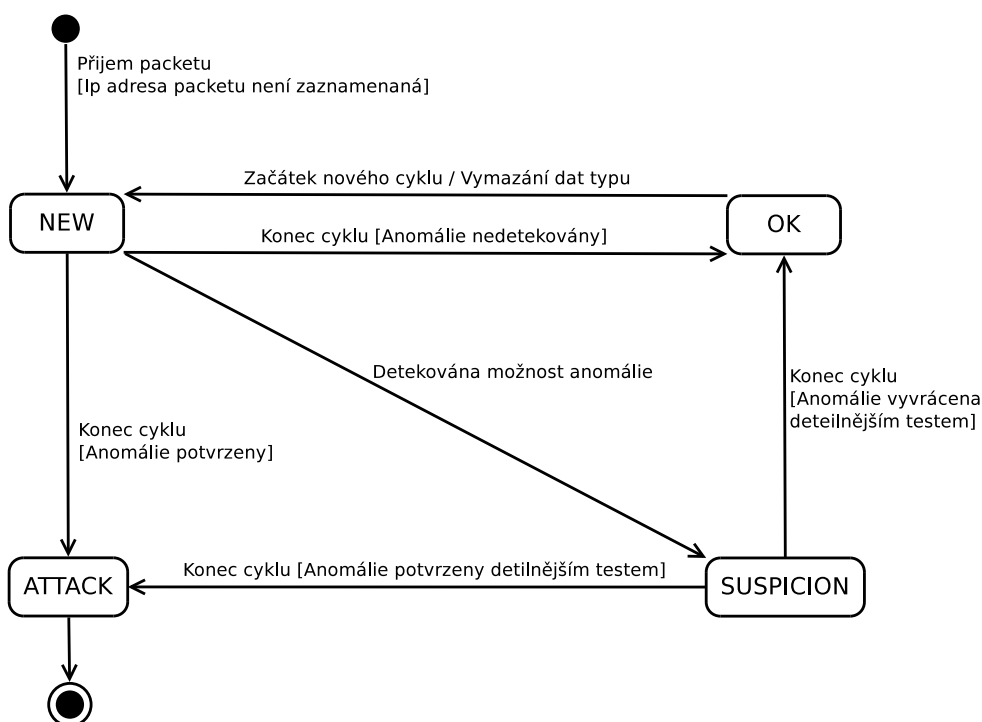 Přijem packetu
[Ip adresa packetu není zaznamenaná]
Začátek nového cyklu / Vymazání dat typu
NEW
OK
Konec cyklu [Anomálie nedetekovány]
Detekována možnost anomálie
Konec cyklu
[Anomálie vyvrácena
deteilnějším testem]
Konec cyklu
[Anomálie potvrzeny]
Konec cyklu [Anomálie potvrzeny detilnějším testem]
ATTACK
SUSPICION